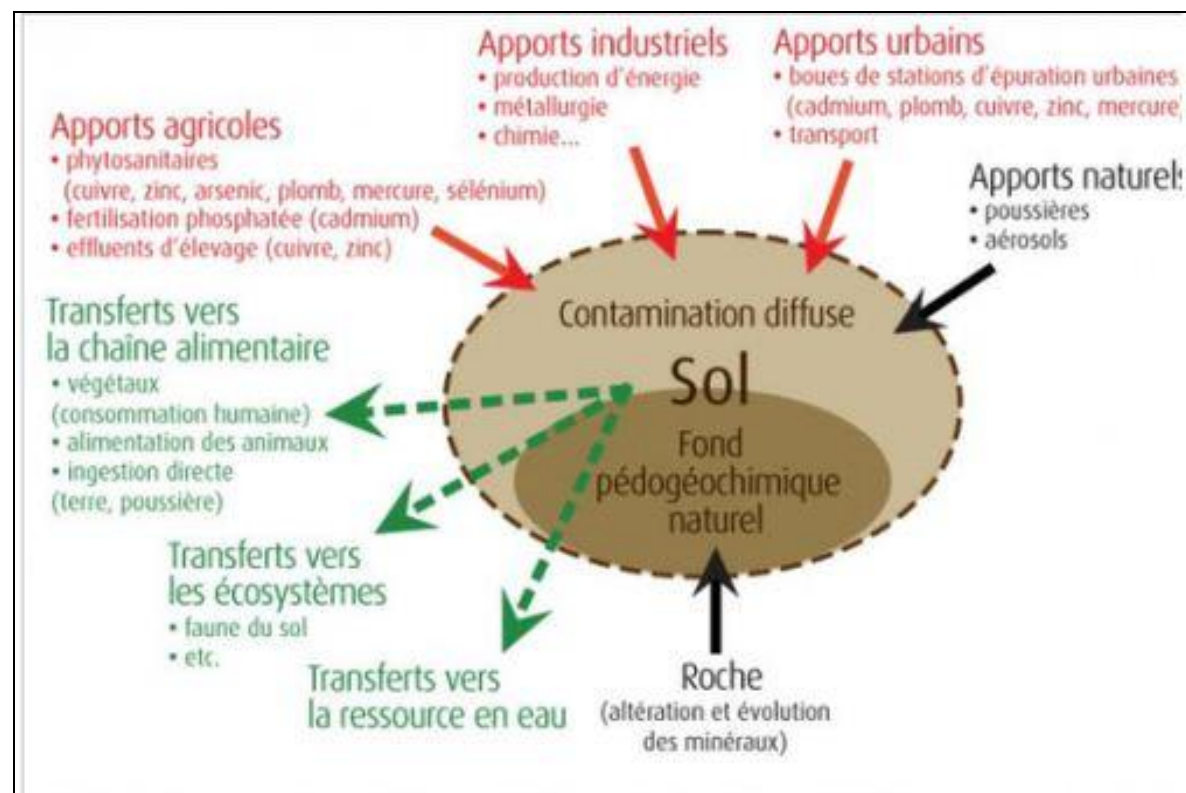 Apports industriels
• production d'énergie
• métallurgie
• chimie...
Apports urbains
• boues de stations d'épuration urbaines
(cadmium, plomb, cuivre, zinc, mercure)
• transport
Apports agricoles
• phytosanitaires
(cuivre, zinc, arsenic, plomb, mercure, sélénium)
• fertilisation phosphatée (cadmium)
• effluents d'élevage (cuivre, zinc)
Apports naturels
• poussières
• aérosols
Contamination diffuse
Sol
Fond
pédogéochimique
naturel
Transferts vers
la chaîne alimentaire
• végétaux
(consommation humaine)
• alimentation des animaux
• ingestion directe
(terre, poussière)
Transferts vers
les écosystèmes
• faune du sol
• etc.
Transferts vers
la ressource en eau
Roche
(altération et évolution
des minéraux)